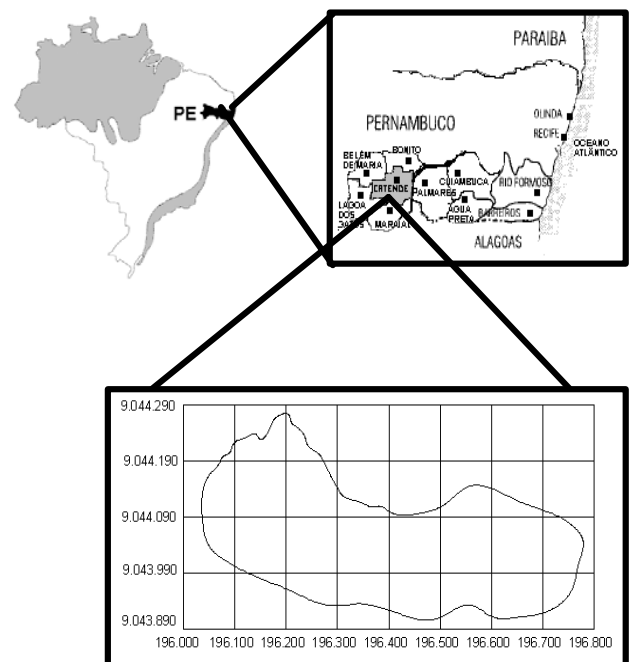 PE
PARAIBA
PERNAMBUCO
OLINDA
RECIFE
OCEANO
ATLÂNTICO
BELÉM
DE MARIA
BONITO
CATENDE
PALMARES
CUIAMBUCA
RIO FORMOSO
LAGOA
DOS
GATOS
MARAIAL
AGUA
PRETA
BARREIROS
ALAGOAS
9.044.290
9.044.190
9.044.090
9.043.990
9.043.890
196.000 196.100 196.200 196.300 196.400 196.500 196.600 196.700 196.800